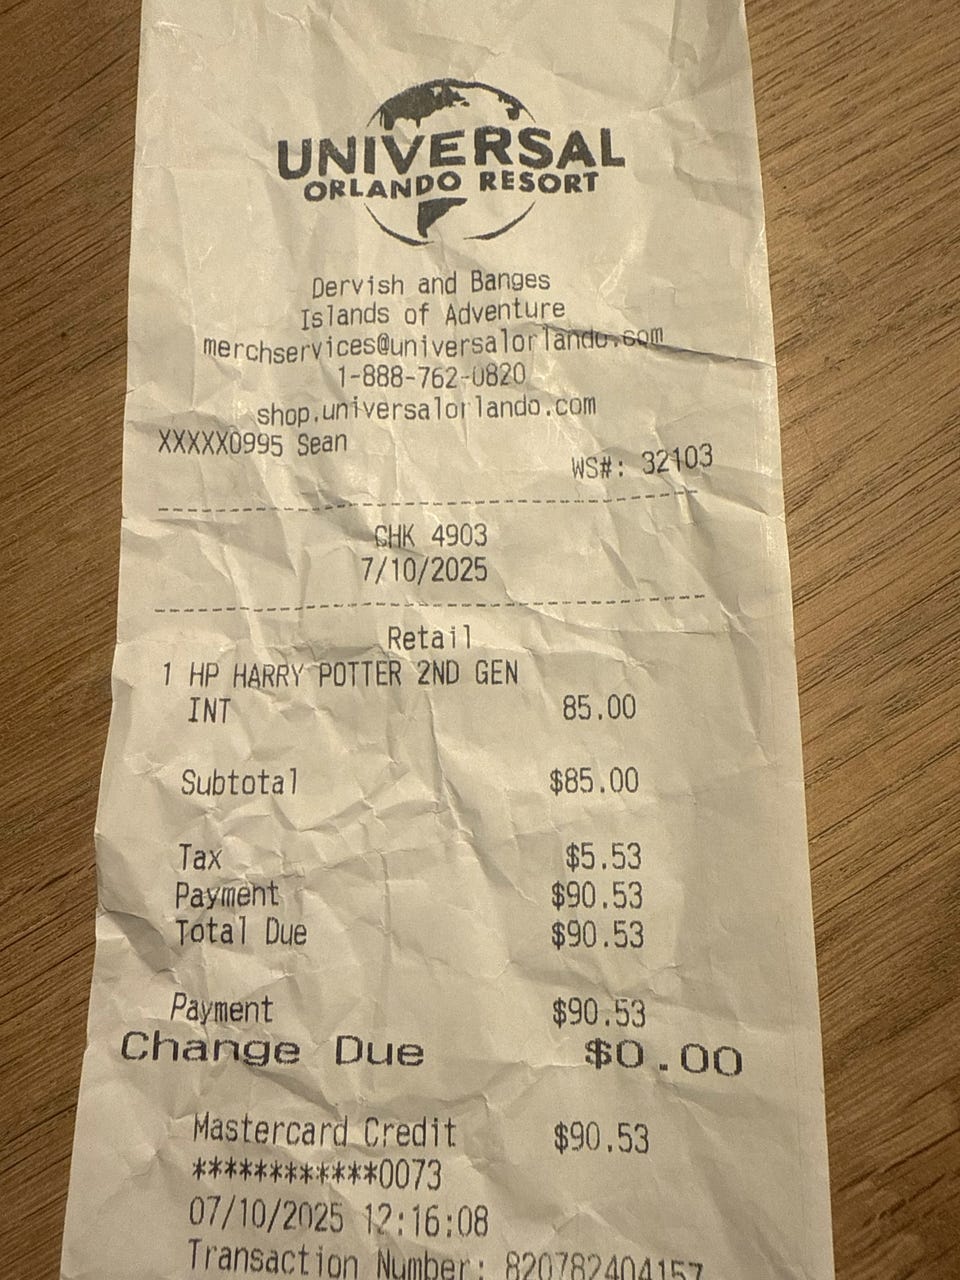 UNIVERSAL
ORLANDO RESORT
Dervish and Banges
Islands of Adventure
merchservices@universalorlando.com
1-888-762-0820
shop.universalorlando.com
XXXXX0995 Sean
WS#: 32103
CHK 4903
7/10/2025
Retail
1 HP HARRY POTTER 2ND GEN
INT 85.00
Subtotal $85.00
Tax $5.53
Payment $90.53
Total Due $90.53
Payment $90.53
Change Due $0.00
Mastercard Credit $90.53
************0073
07/10/2025 12:16:08
Transaction Number: 820782404157